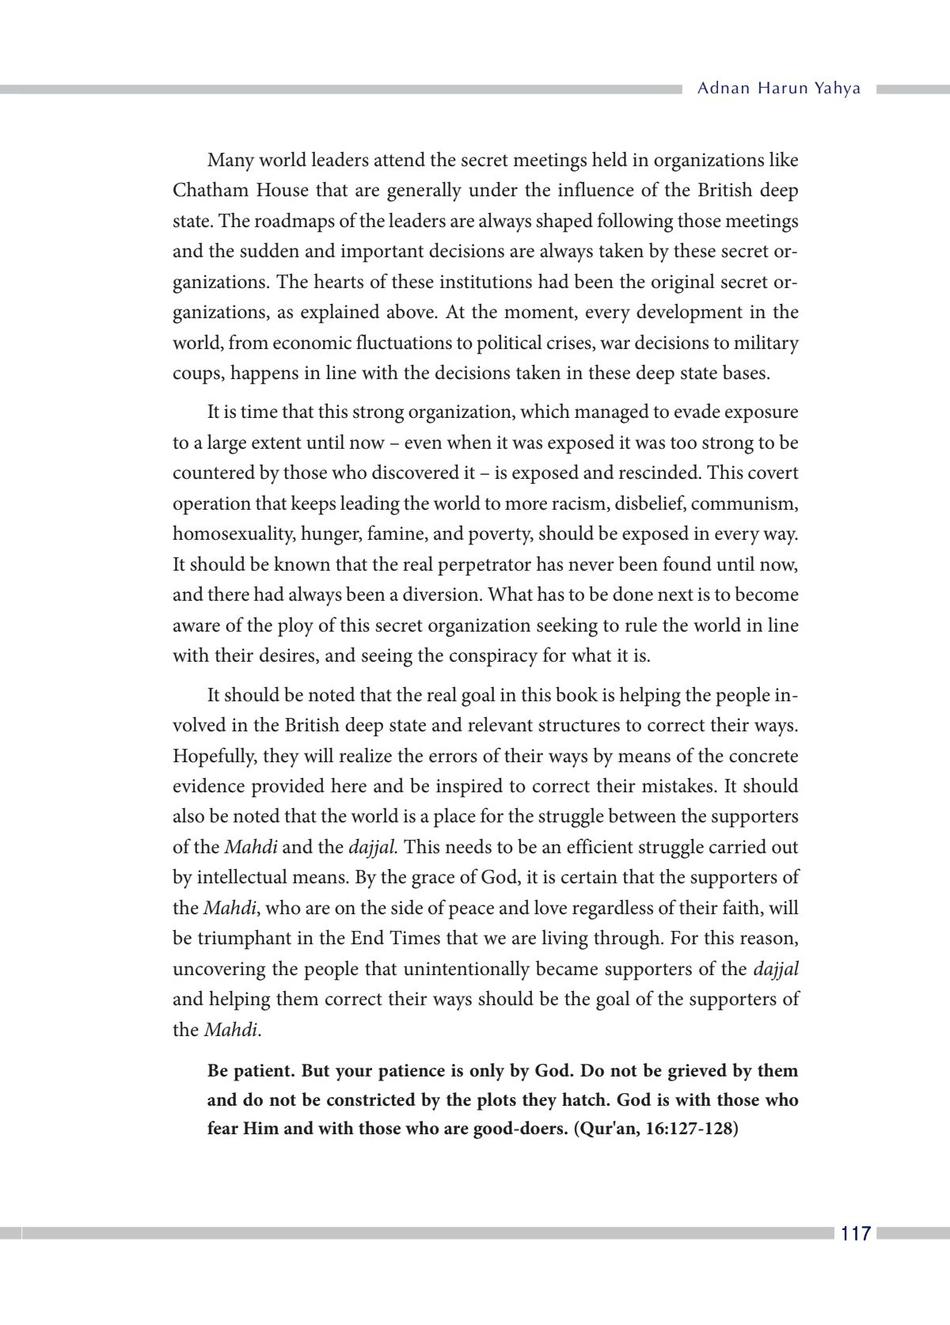 Adnan Harun Yahya
Many world leaders attend the secret meetings held in organizations like
Chatham House that are generally under the influence of the British deep
state. The roadmaps of the leaders are always shaped following those meetings
and the sudden and important decisions are always taken by these secret or-
ganizations. The hearts of these institutions had been the original secret or-
ganizations, as explained above. At the moment, every development in the
world, from economic fluctuations to political crises, war decisions to military
coups, happens in line with the decisions taken in these deep state bases.
It is time that this strong organization, which managed to evade exposure
to a large extent until now – even when it was exposed it was too strong to be
countered by those who discovered it – is exposed and rescinded. This covert
operation that keeps leading the world to more racism, disbelief, communism,
homosexuality, hunger, famine, and poverty, should be exposed in every way.
It should be known that the real perpetrator has never been found until now,
and there had always been a diversion. What has to be done next is to become
aware of the ploy of this secret organization seeking to rule the world in line
with their desires, and seeing the conspiracy for what it is.
It should be noted that the real goal in this book is helping the people in-
volved in the British deep state and relevant structures to correct their ways.
Hopefully, they will realize the errors of their ways by means of the concrete
evidence provided here and be inspired to correct their mistakes. It should
also be noted that the world is a place for the struggle between the supporters
of the Mahdi and the dajjal. This needs to be an efficient struggle carried out
by intellectual means. By the grace of God, it is certain that the supporters of
the Mahdi, who are on the side of peace and love regardless of their faith, will
be triumphant in the End Times that we are living through. For this reason,
uncovering the people that unintentionally became supporters of the dajjal
and helping them correct their ways should be the goal of the supporters of
the Mahdi.
Be patient. But your patience is only by God. Do not be grieved by them
and do not be constricted by the plots they hatch. God is with those who
fear Him and with those who are good-doers. (Qur'an, 16:127-128)
117